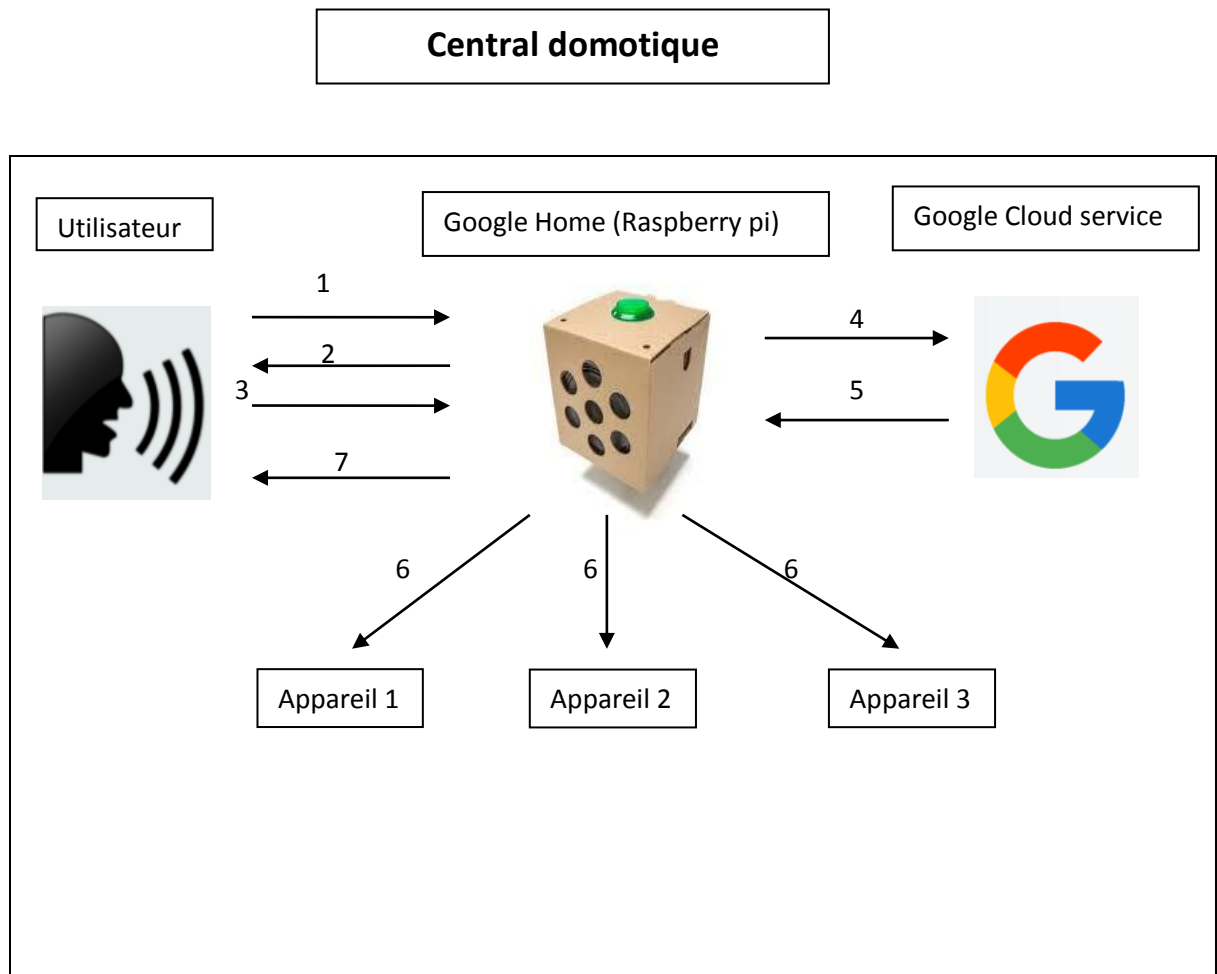 Central domotique
Utilisateur
Google Home (Raspberry pi)
Google Cloud service
1
2
3
7
4
5
6
6
6
Appareil 1
Appareil 2
Appareil 3